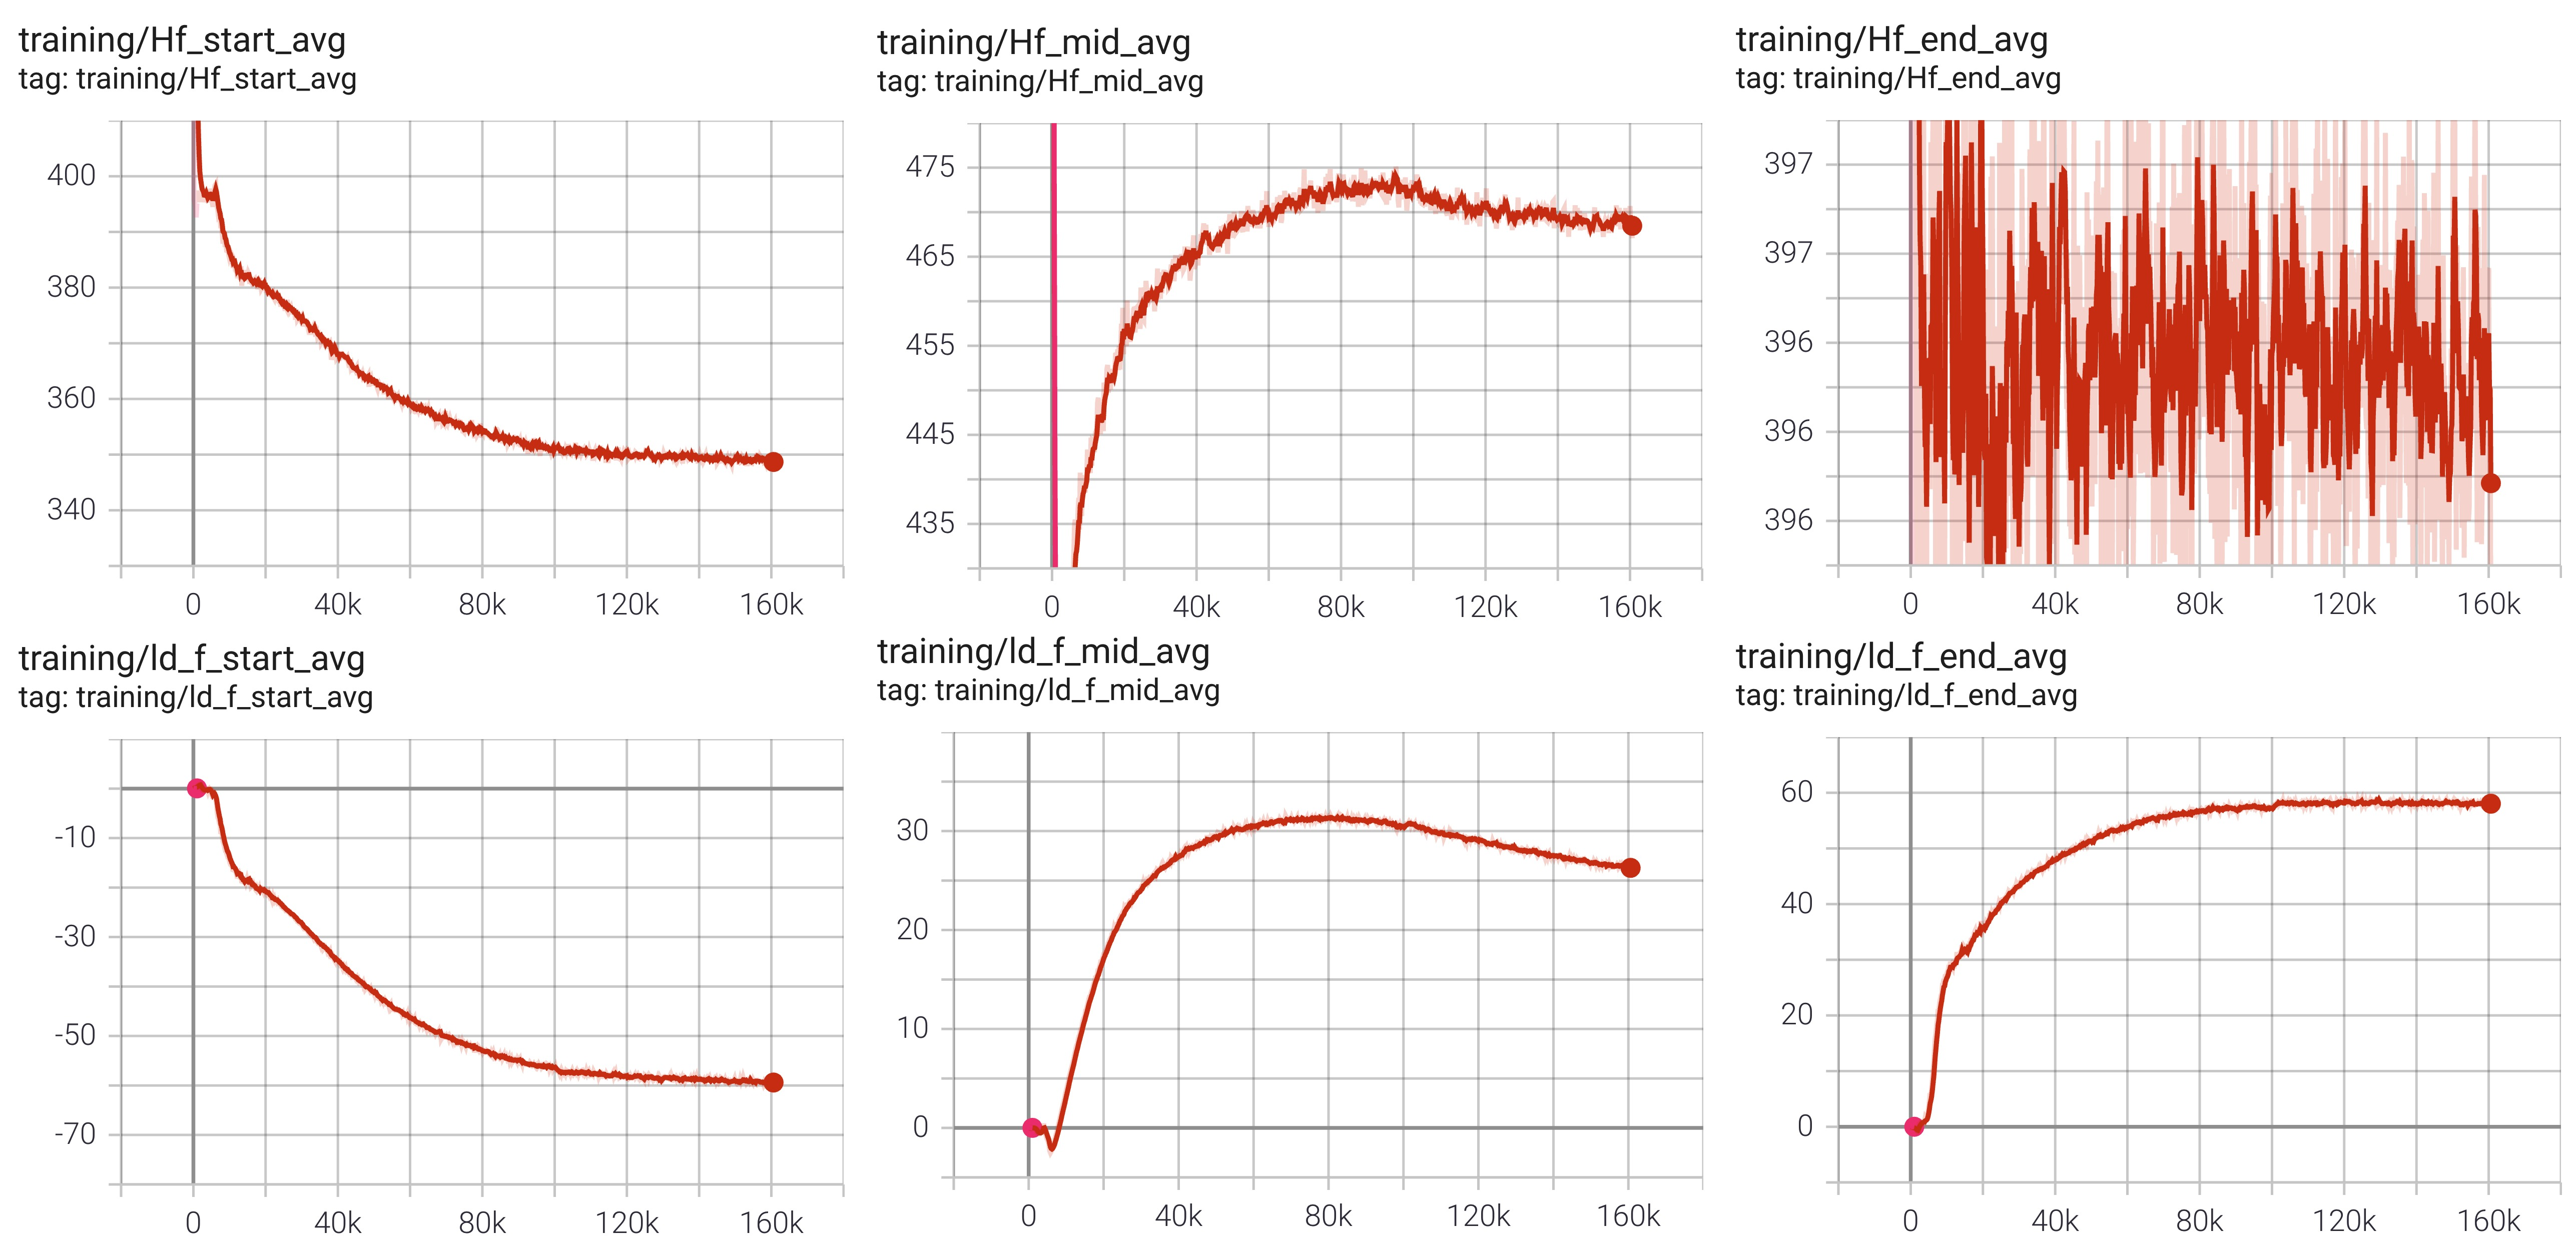 training/Hf_start_avg
tag: training/Hf_start_avg
400
380
360
340
0 40k 80k 120k 160k
training/Hf_mid_avg
tag: training/Hf_mid_avg
475
465
455
445
435
0 40k 80k 120k 160k
training/Hf_end_avg
tag: training/Hf_end_avg
397
397
396
396
396
0 40k 80k 120k 160k
training/ld_f_start_avg
tag: training/ld_f_start_avg
-10
-30
-50
-70
0 40k 80k 120k 160k
training/ld_f_mid_avg
tag: training/ld_f_mid_avg
30
20
10
0
0 40k 80k 120k 160k
training/ld_f_end_avg
tag: training/ld_f_end_avg
60
40
20
0
0 40k 80k 120k 160k